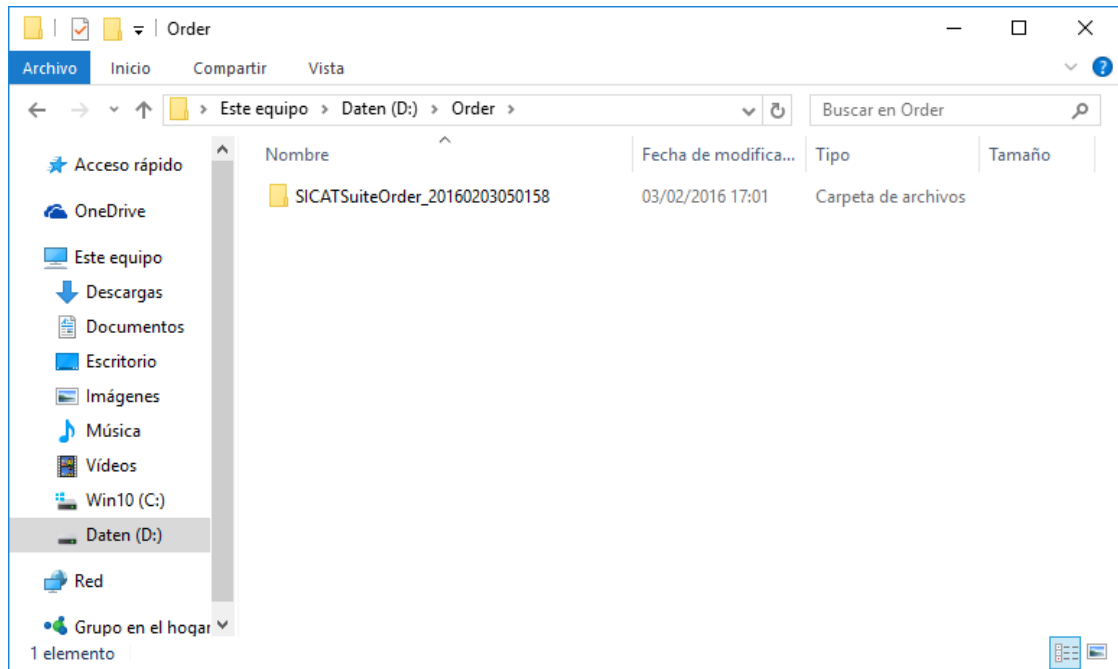 Order
Archivo Inicio Compartir Vista
Este equipo > Daten (D:) > Order > Buscar en Order
Nombre Fecha de modifica... Tipo Tamaño
SICATSuiteOrder_20160203050158 03/02/2016 17:01 Carpeta de archivos
Acceso rápido
OneDrive
Este equipo
Descargas
Documentos
Escritorio
Imágenes
Música
Vídeos
Win10 (C:)
Daten (D:)
Red
Grupo en el hogar
1 elemento